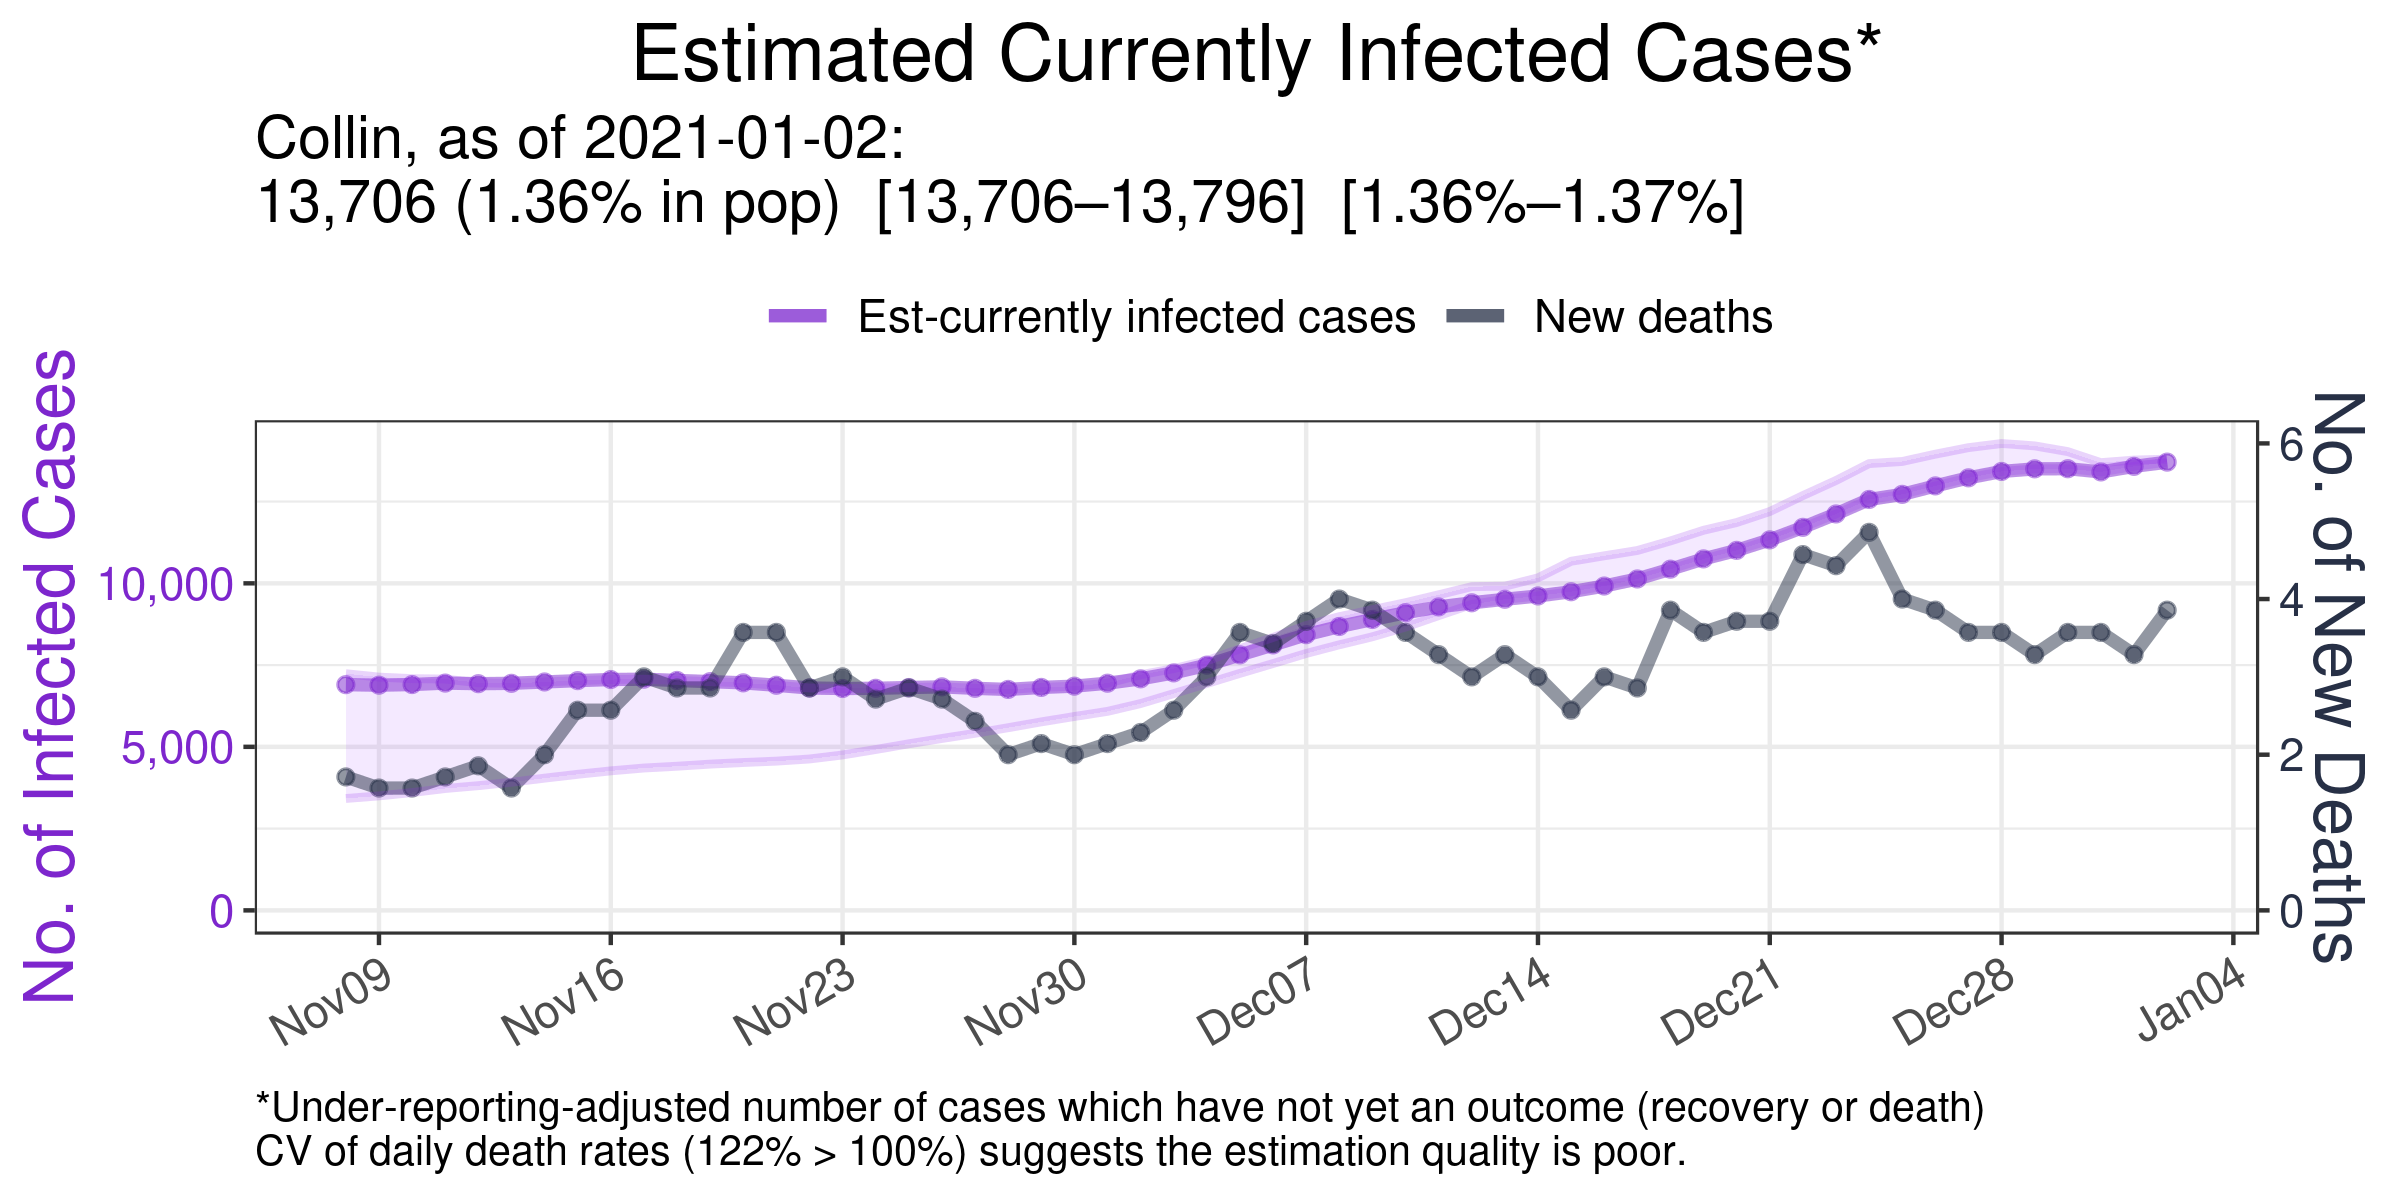 Estimated Currently Infected Cases*
Collin, as of 2021-01-02:
13,706 (1.36% in pop)  [13,706–13,796]  [1.36%–1.37%]
Est-currently infected cases
New deaths
No. of Infected Cases
10,000
5,000
0
6
4
2
0
No. of New Deaths
Nov09
Nov16
Nov23
Nov30
Dec07
Dec14
Dec21
Dec28
Jan04
*Under-reporting-adjusted number of cases which have not yet an outcome (recovery or death)
CV of daily death rates (122% > 100%) suggests the estimation quality is poor.